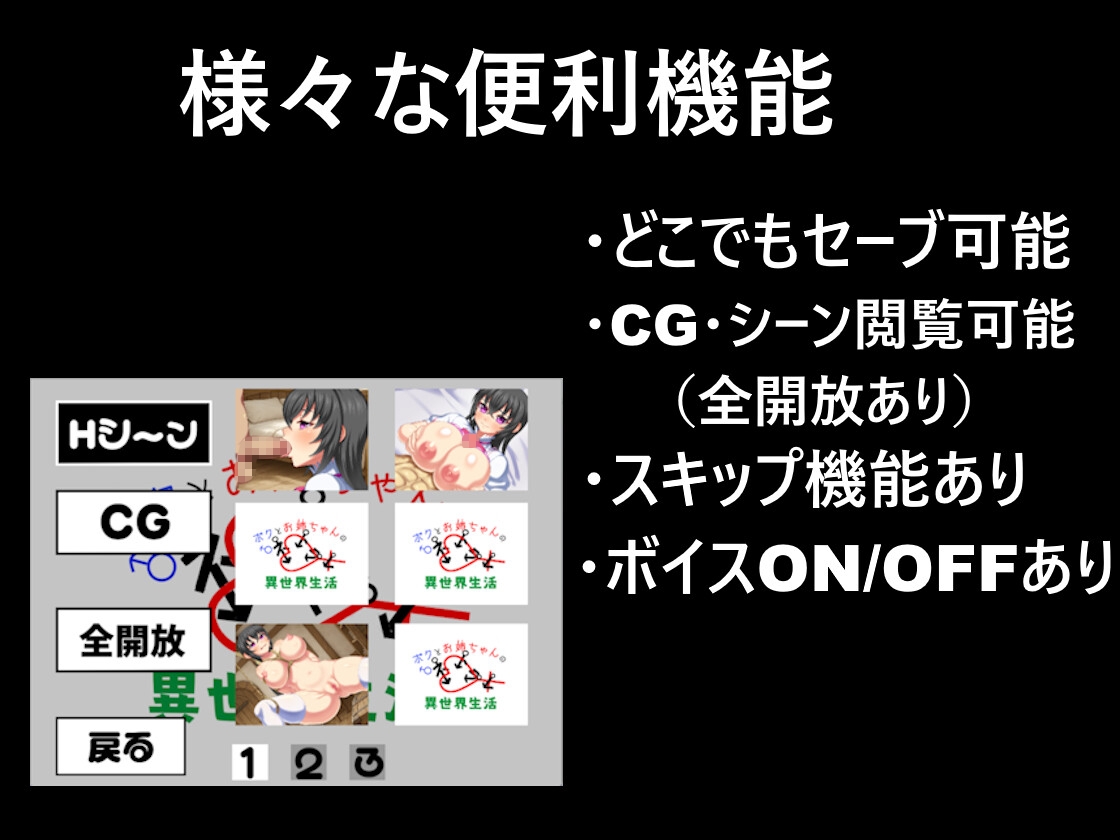 様々な便利機能
・どこでもセーブ可能
・CG・シーン閲覧可能
（全開放あり）
・スキップ機能あり
・ボイスON/OFFあり
Hシ〜ン
CG
全開放
戻る
ボクとお姉ちゃんの
異世界生活
ボクとお姉ちゃんの
異世界生活
ボクとお姉ちゃんの
異世界生活
異世
1 2 3